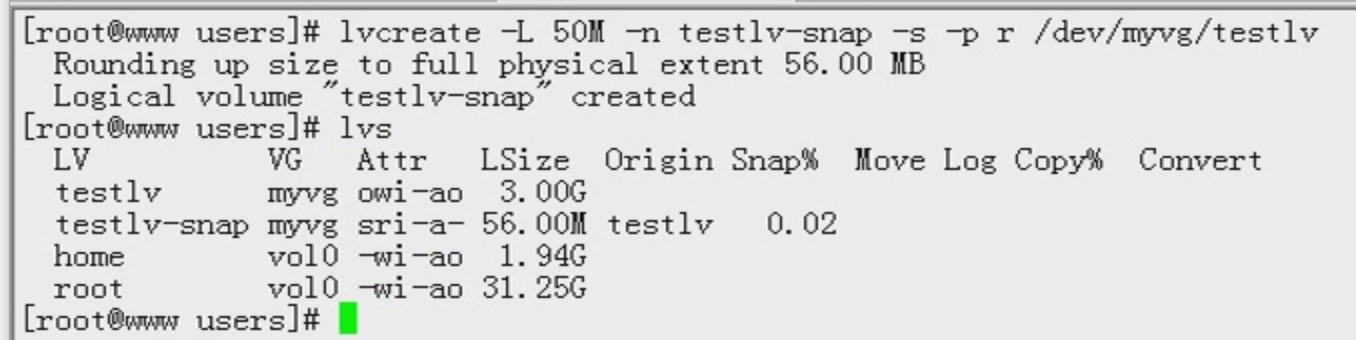 [root@www users]# lvcreate -L 50M -n testlv-snap -s -p r /dev/myvg/testlv
  Rounding up size to full physical extent 56.00 MB
  Logical volume "testlv-snap" created
[root@www users]# lvs
  LV          VG   Attr   LSize  Origin Snap%  Move Log Copy%  Convert
  testlv      myvg owi-ao  3.00G
  testlv-snap myvg sri-a- 56.00M testlv   0.02
  home        vol0 -wi-ao  1.94G
  root        vol0 -wi-ao 31.25G
[root@www users]#